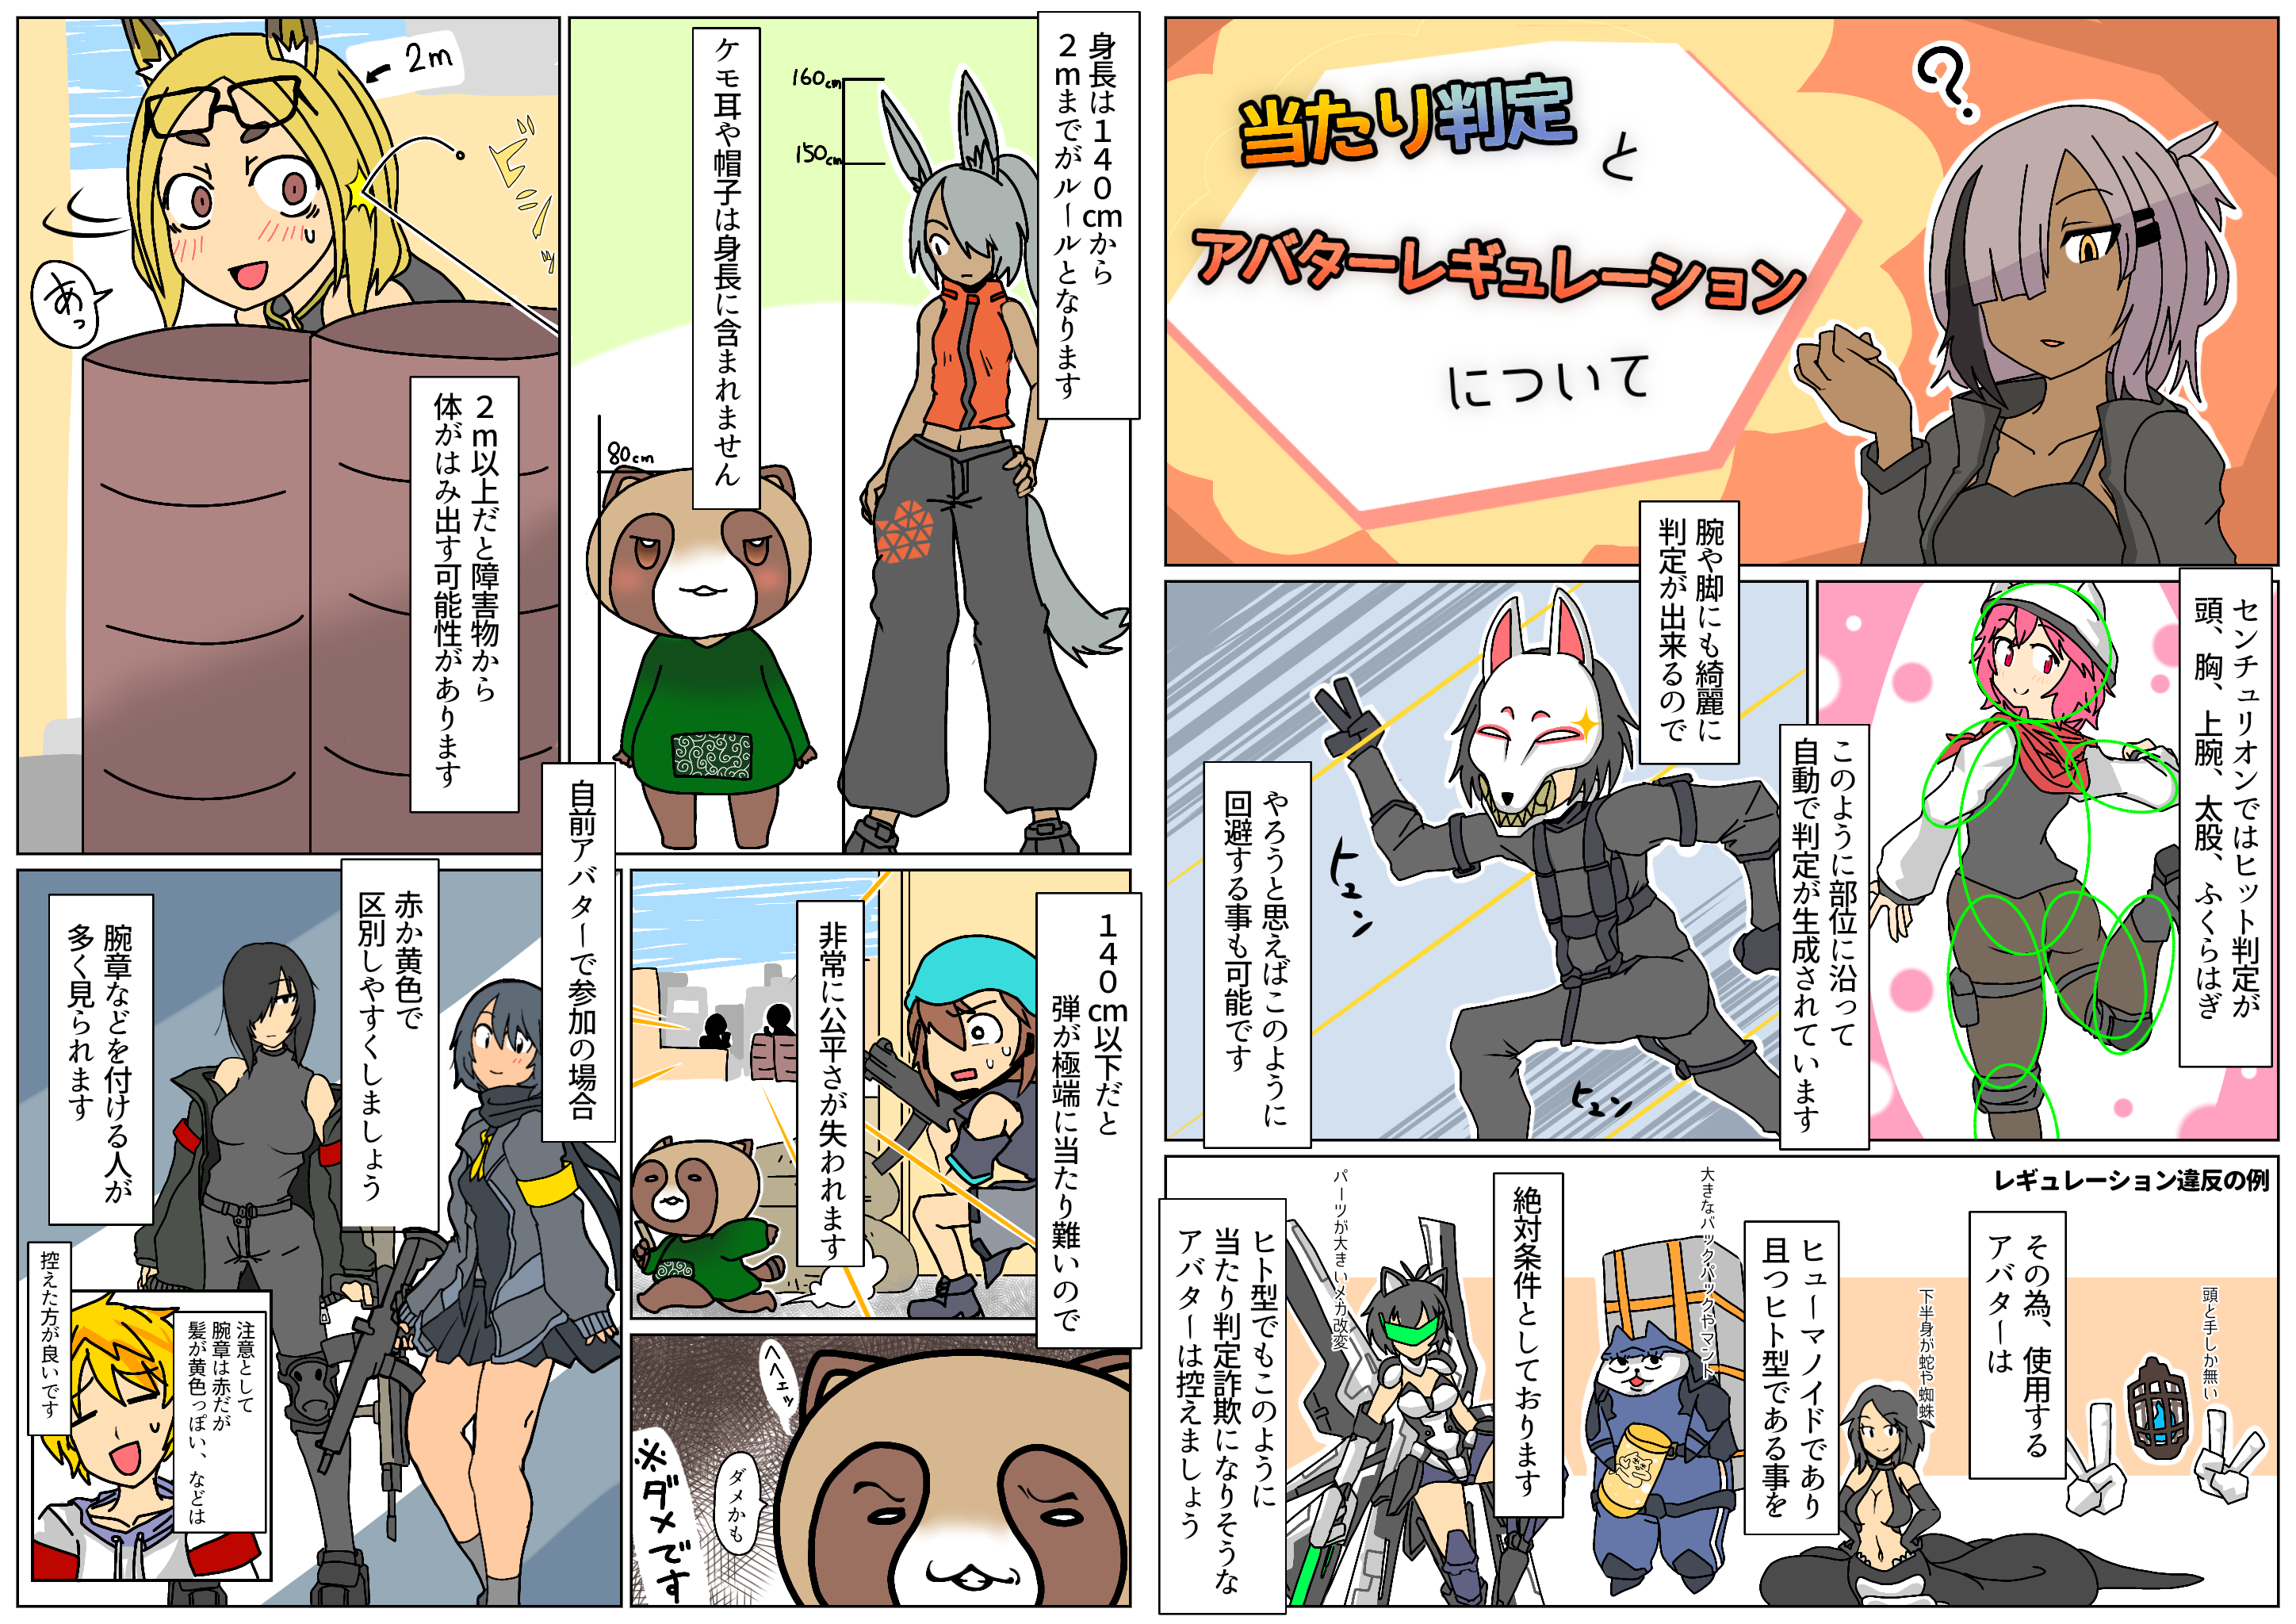 当たり判定
と
アバターレギュレーション
について
？
センチュリオンではヒット判定が
頭、胸、上腕、太股、ふくらはぎ
このように部位に沿って
自動で判定が生成されています
腕や脚にも綺麗に
判定が出来るので
やろうと思えばこのように
回避する事も可能です
ヒュン
ヒュン
レギュレーション違反の例
その為、使用する
アバターは
頭と手しか無い
下半身が蛇や蜘蛛
ヒューマノイドであり
且つヒト型である事を
大きなバックパックやマント
絶対条件としております
パーツが大きいメカ改変
ヒト型でもこのように
当たり判定詐欺になりそうな
アバターは控えましょう
身長は１４０cmから
２mまでがルールとなります
160cm
150cm
ケモ耳や帽子は身長に含まれません
80cm
2m
ビシッ
あっ
２m以上だと障害物から
体がはみ出す可能性があります
１４０cm以下だと
弾が極端に当たり難いので
非常に公平さが失われます
ヘヘェッ
ダメかも
※ダメです
自前アバターで参加の場合
赤か黄色で
区別しやすくしましょう
腕章などを付ける人が
多く見られます
注意として
腕章は赤だが
髪が黄色っぽい、などは
控えた方が良いです